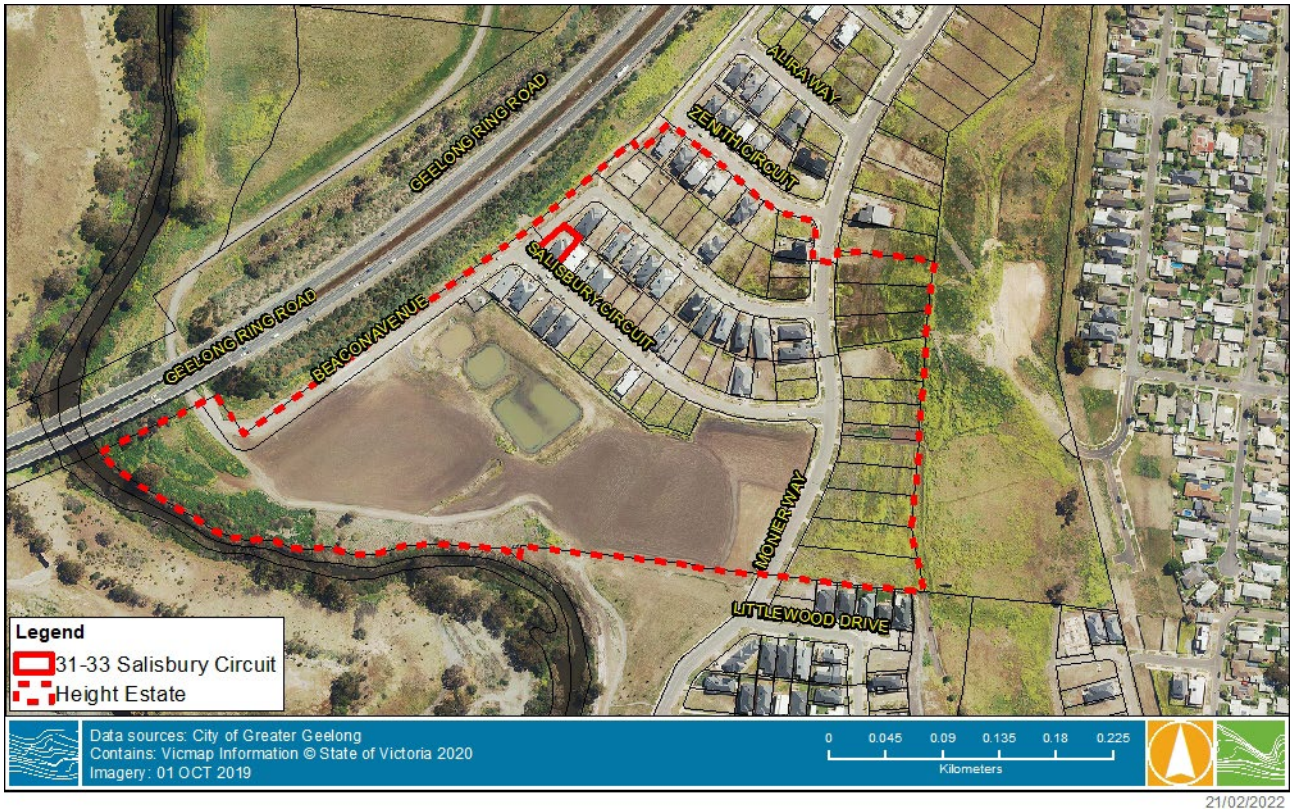 ALIRA WAY
ZENITH CIRCUIT
GEELONG RING ROAD
SALISBURY CIRCUIT
GEELONG RING ROAD
BEACON AVENUE
MONIER WAY
LITTLEWOOD DRIVE
Legend
31-33 Salisbury Circuit
Height Estate
Data sources: City of Greater Geelong
Contains: Vicmap Information © State of Victoria 2020
Imagery: 01 OCT 2019
0 0.045 0.09 0.135 0.18 0.225
Kilometers
21/02/2022